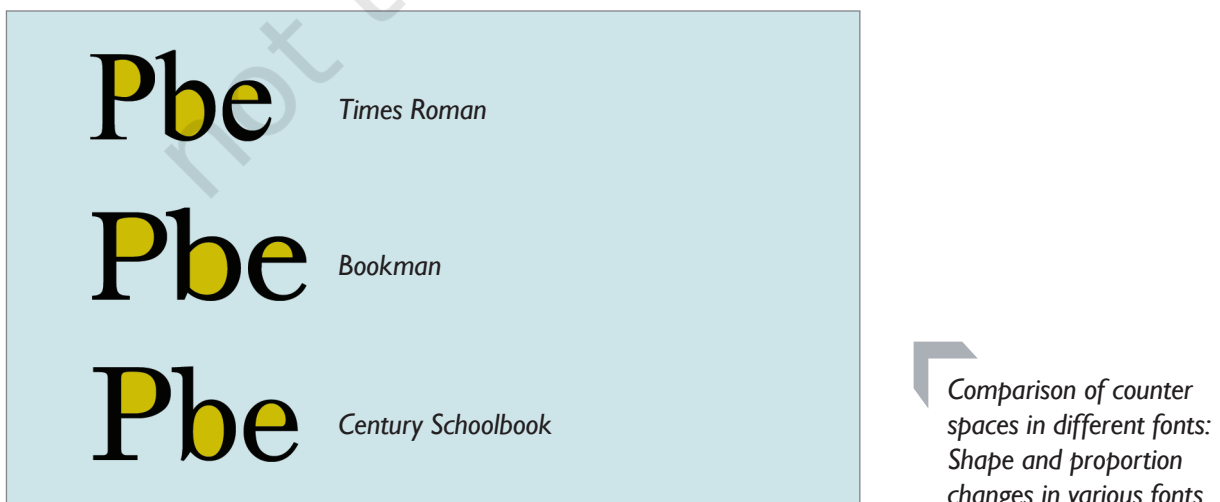 not t
Pbe Times Roman
Pbe Bookman
Pbe Century Schoolbook
Comparison of counter
spaces in different fonts:
Shape and proportion
changes in various fonts